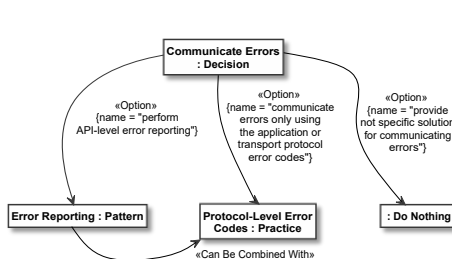 Communicate Errors
: Decision
«Option»
{name = "perform
API-level error reporting"}
«Option»
{name = "communicate
errors only using
the application or
transport protocol
error codes"}
«Option»
{name = "provide
not specific solution
for communicating
errors"}
Error Reporting : Pattern
Protocol-Level Error
Codes : Practice
: Do Nothing
«Can Be Combined With»